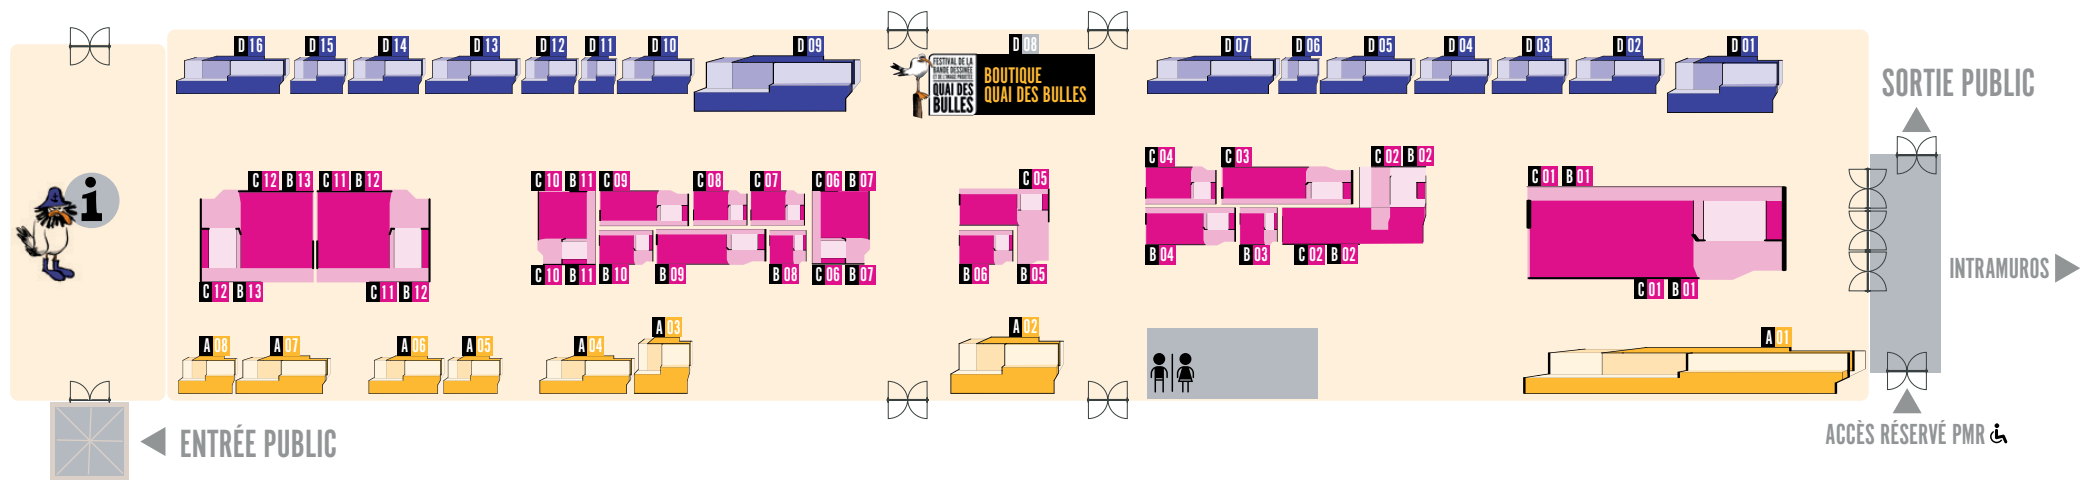 D 16
D 15
D 14
D 13
D 12
D 11
D 10
D 09
D 08
D 07
D 06
D 05
D 04
D 03
D 02
D 01
FESTIVAL DE LA
BANDE DESSINÉE
ET DE L'IMAGE PROJETÉE
QUAI DES
BULLES
BOUTIQUE
QUAI DES BULLES
SORTIE PUBLIC
C 12 B 13
C 11 B 12
C 10 B 11
C 09
C 08
C 07
C 06 B 07
C 05
C 04
C 03
C 02 B 02
C 01 B 01
i
C 12 B 13
C 11 B 12
C 10 B 11
B 10
B 09
B 08
C 06 B 07
B 06
B 05
B 04
B 03
C 02 B 02
C 01 B 01
INTRAMUROS
A 08
A 07
A 06
A 05
A 04
A 03
A 02
A 01
ENTRÉE PUBLIC
ACCÈS RÉSERVÉ PMR